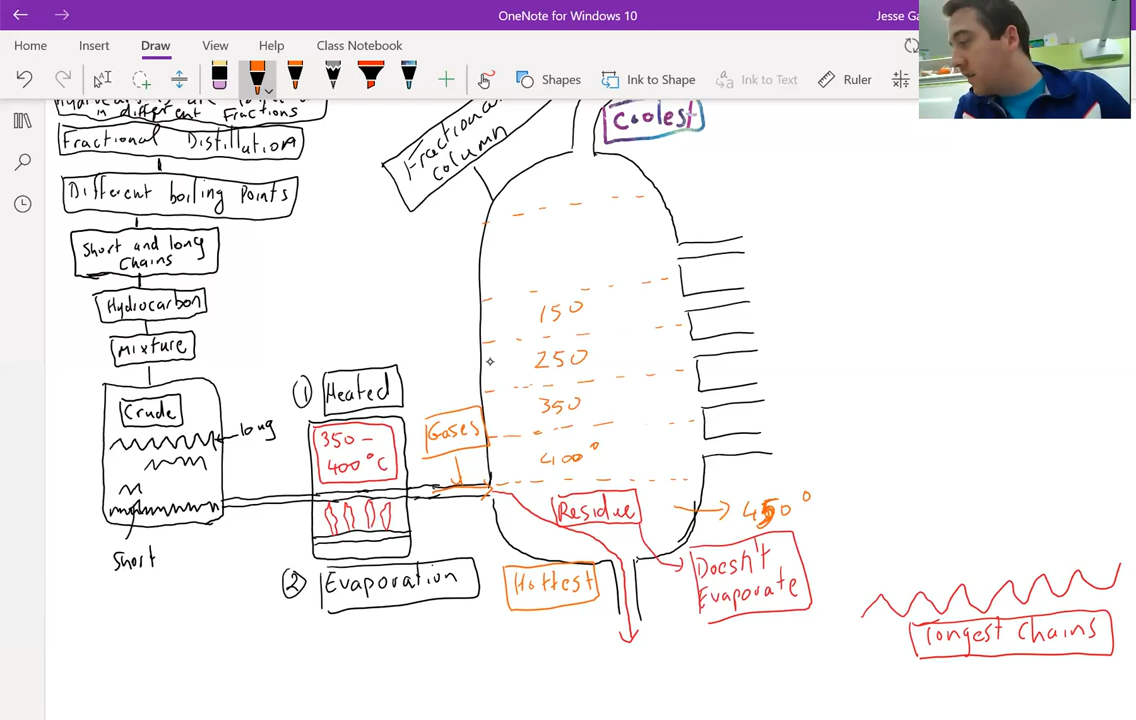 OneNote for Windows 10
Jesse Ga
Home
Insert
Draw
View
Help
Class Notebook
Shapes
Ink to Shape
Ink to Text
Ruler
in different Fractions
Fractional Distillation
Different boiling Points
Short and long
Chains
Hydrocarbon
Mixture
Crude
long
Short
① Heated
350 -
400°C
② Evaporation
column
Coolest
Gases
150
250
350
400°
450°
Residue
Hottest
Doesn't
Evaporate
Longest Chains